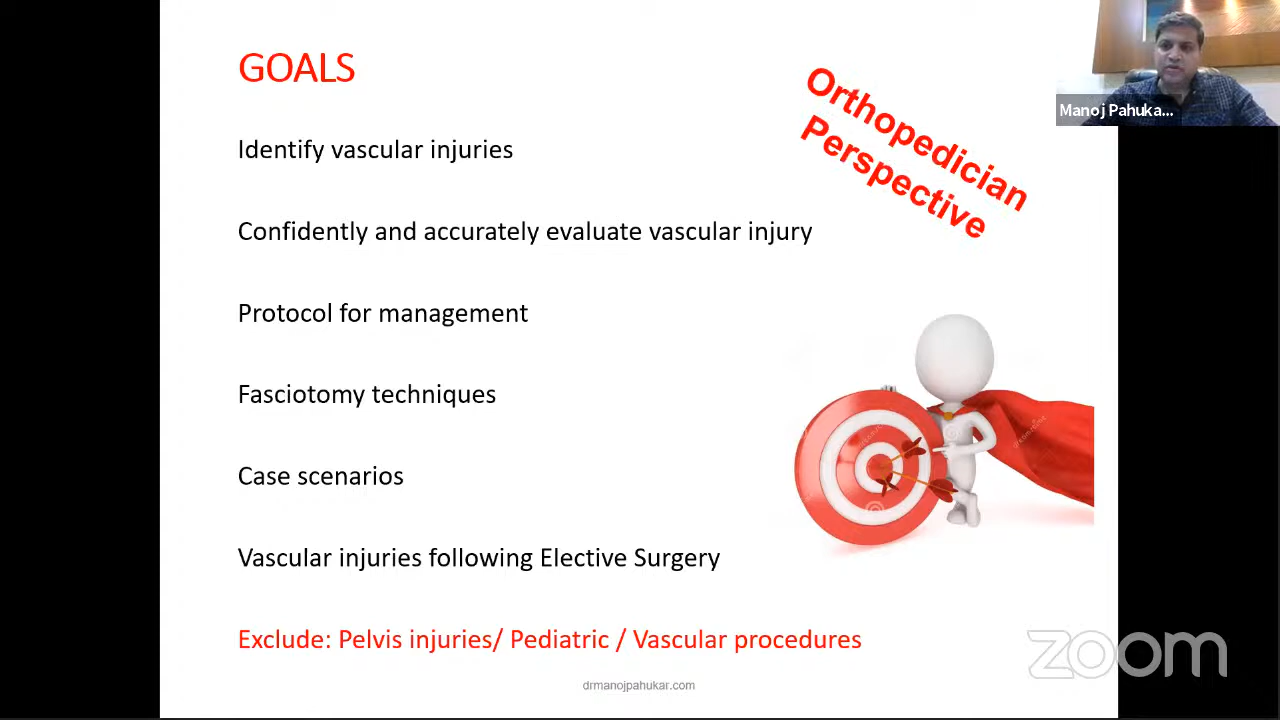 GOALS
Orthopedician
Perspective
Manoj Pahuka...
Identify vascular injuries
Confidently and accurately evaluate vascular injury
Protocol for management
Fasciotomy techniques
Case scenarios
Vascular injuries following Elective Surgery
Exclude: Pelvis injuries/ Pediatric / Vascular procedures
drmanojpahukar.com
zoom